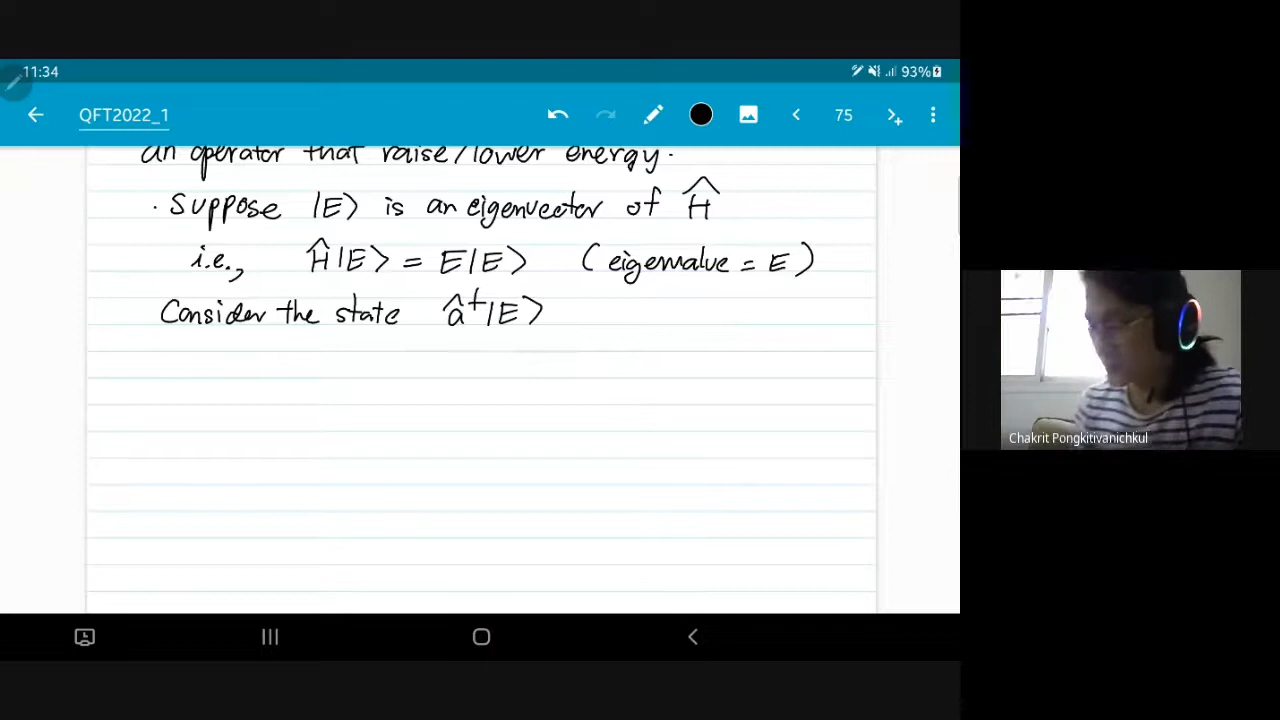 11:34
93%
QFT2022_1
75
an operator that raise/lower energy.
· Suppose |E⟩ is an eigenvector of Ĥ
i.e., Ĥ|E⟩ = E|E⟩ (eigenvalue = E)
Consider the state â†|E⟩
Chakrit Pongkitivanichkul